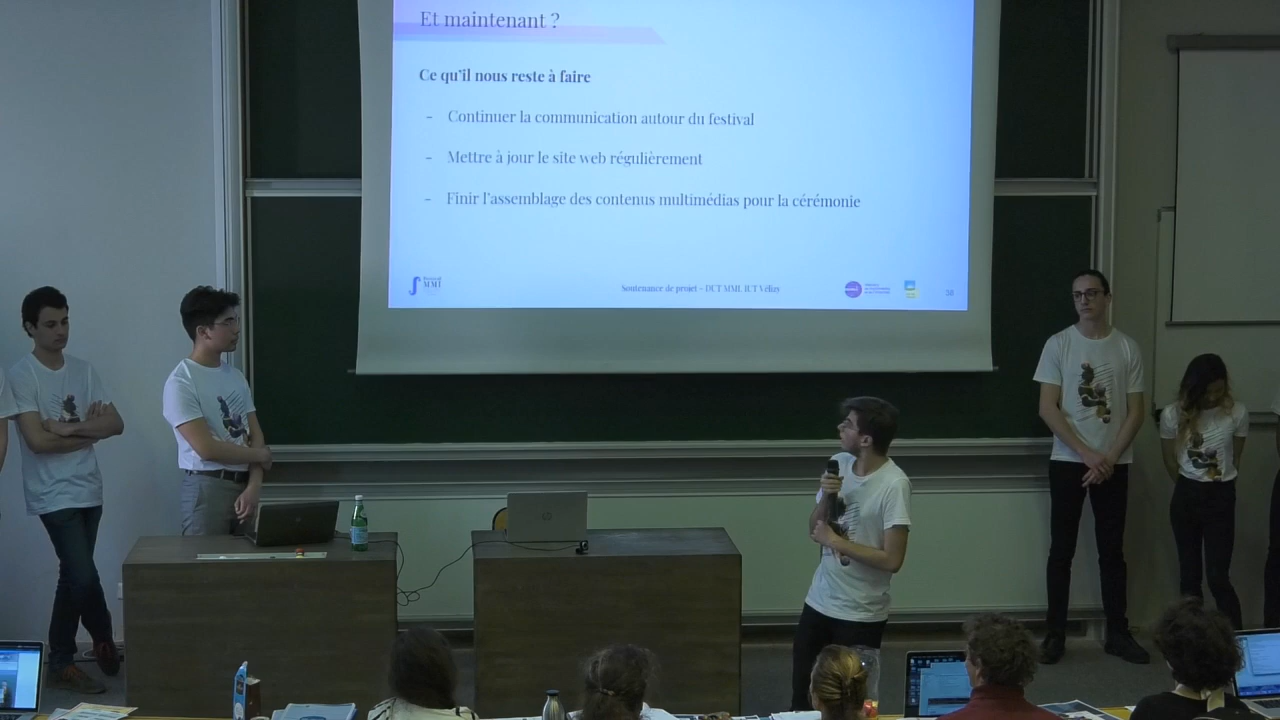 Et maintenant ?
Ce qu'il nous reste à faire
- Continuer la communication autour du festival
- Mettre à jour le site web régulièrement
- Finir l'assemblage des contenus multimédias pour la cérémonie
MMI
Soutenance de projet - DUT MMI, IUT Vélizy